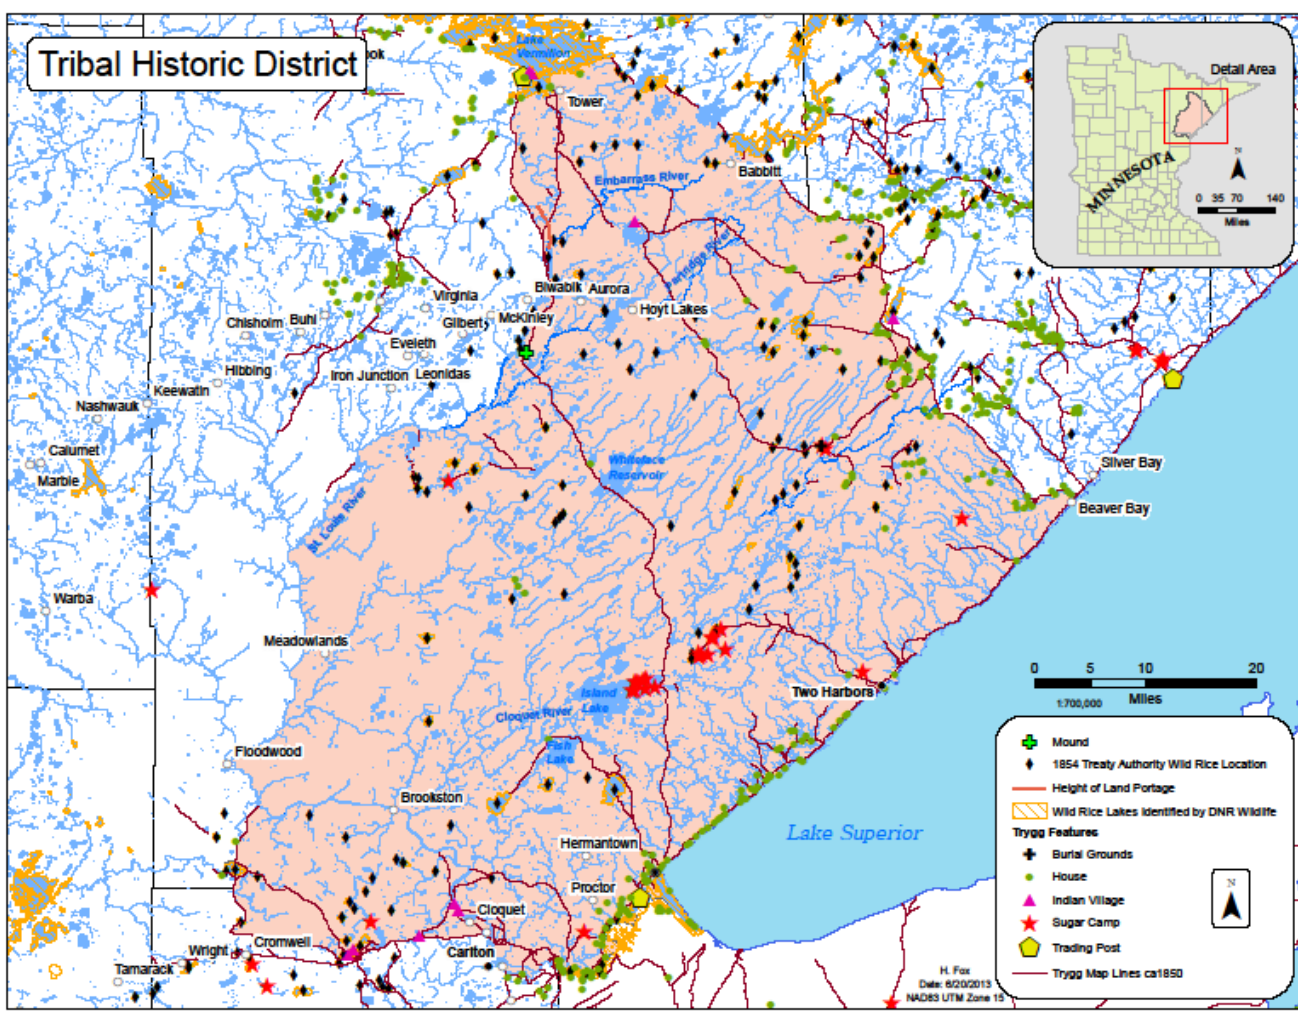 Tribal Historic District
ook
Lake
Vermilion
Tower
Babbitt
Embarrass River
Partridge River
Biwabik
Aurora
Hoyt Lakes
Virginia
McKinley
Gilbert
Chisholm
Buhl
Eveleth
Iron Junction
Leonidas
Hibbing
Keewatin
Nashwauk
Calumet
Marble
Whiteface
Reservoir
St. Louis River
Silver Bay
Beaver Bay
Warba
Meadowlands
Island
Lake
Cloquet River
Fish
Lake
Two Harbors
Floodwood
Brookston
Hermantown
Proctor
Cloquet
Carlton
Cromwell
Wright
Tamarack
Lake Superior
Detail Area
MINNESOTA
N
0 35 70 140
Miles
0 5 10 20
1:700,000 Miles
Mound
1854 Treaty Authority Wild Rice Location
Height of Land Portage
Wild Rice Lakes Identified by DNR Wildlife
Trygg Features
Burial Grounds
House
Indian Village
Sugar Camp
Trading Post
Trygg Map Lines ca1850
N
H. Fox
Date: 6/20/2013
NAD83 UTM Zone 15